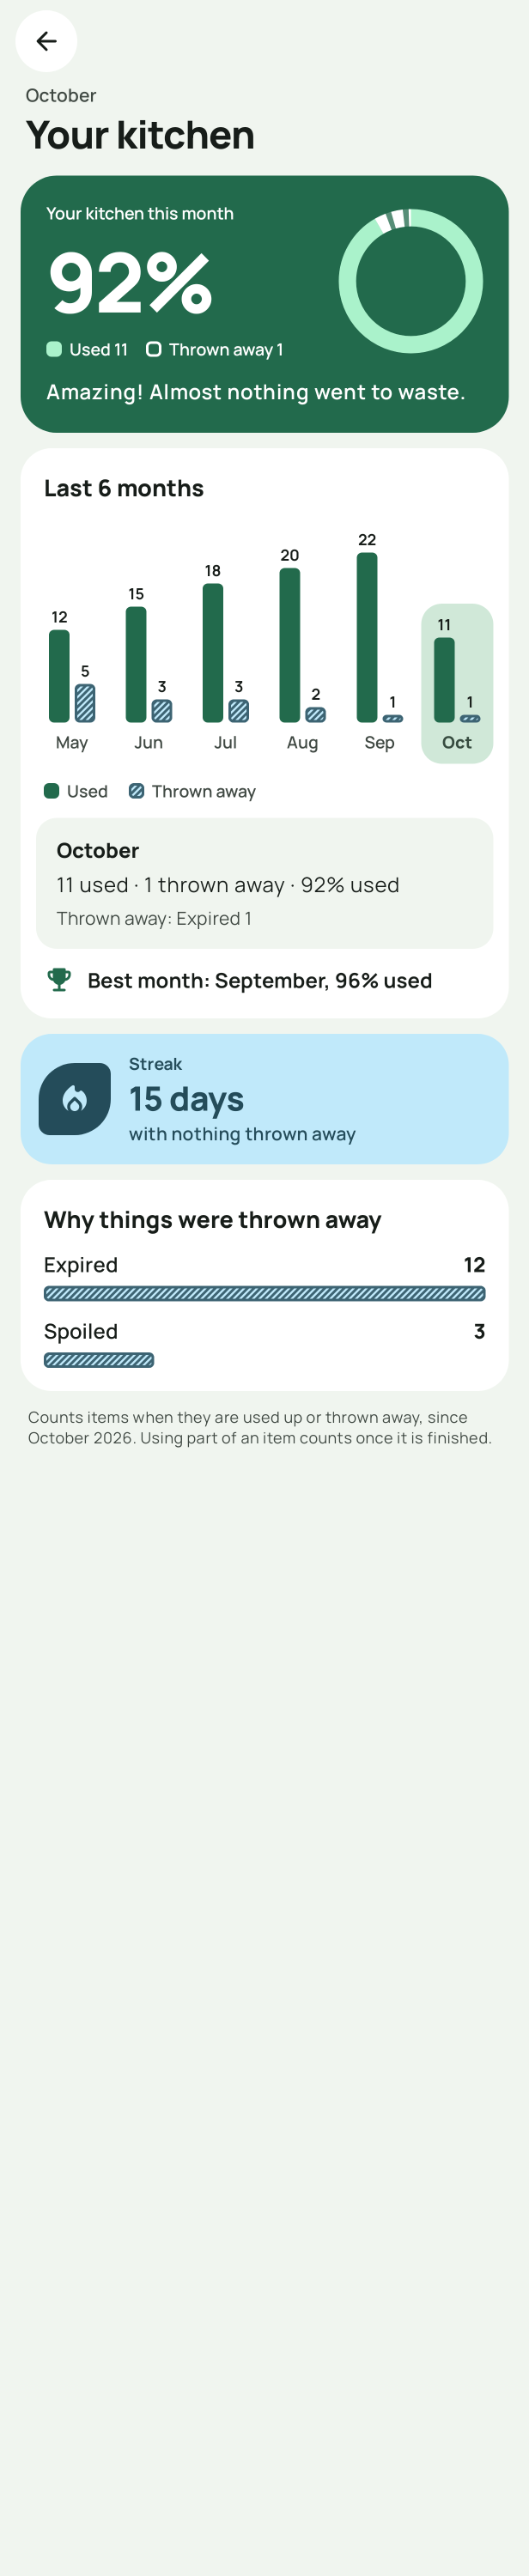 October
Your kitchen
Your kitchen this month
92%
Used 11 Thrown away 1
Amazing! Almost nothing went to waste.
Last 6 months
12 5 15 3 18 3 20 2 22 1 11 1
May Jun Jul Aug Sep Oct
Used Thrown away
October
11 used · 1 thrown away · 92% used
Thrown away: Expired 1
Best month: September, 96% used
Streak
15 days
with nothing thrown away
Why things were thrown away
Expired 12
Spoiled 3
Counts items when they are used up or thrown away, since
October 2026. Using part of an item counts once it is finished.